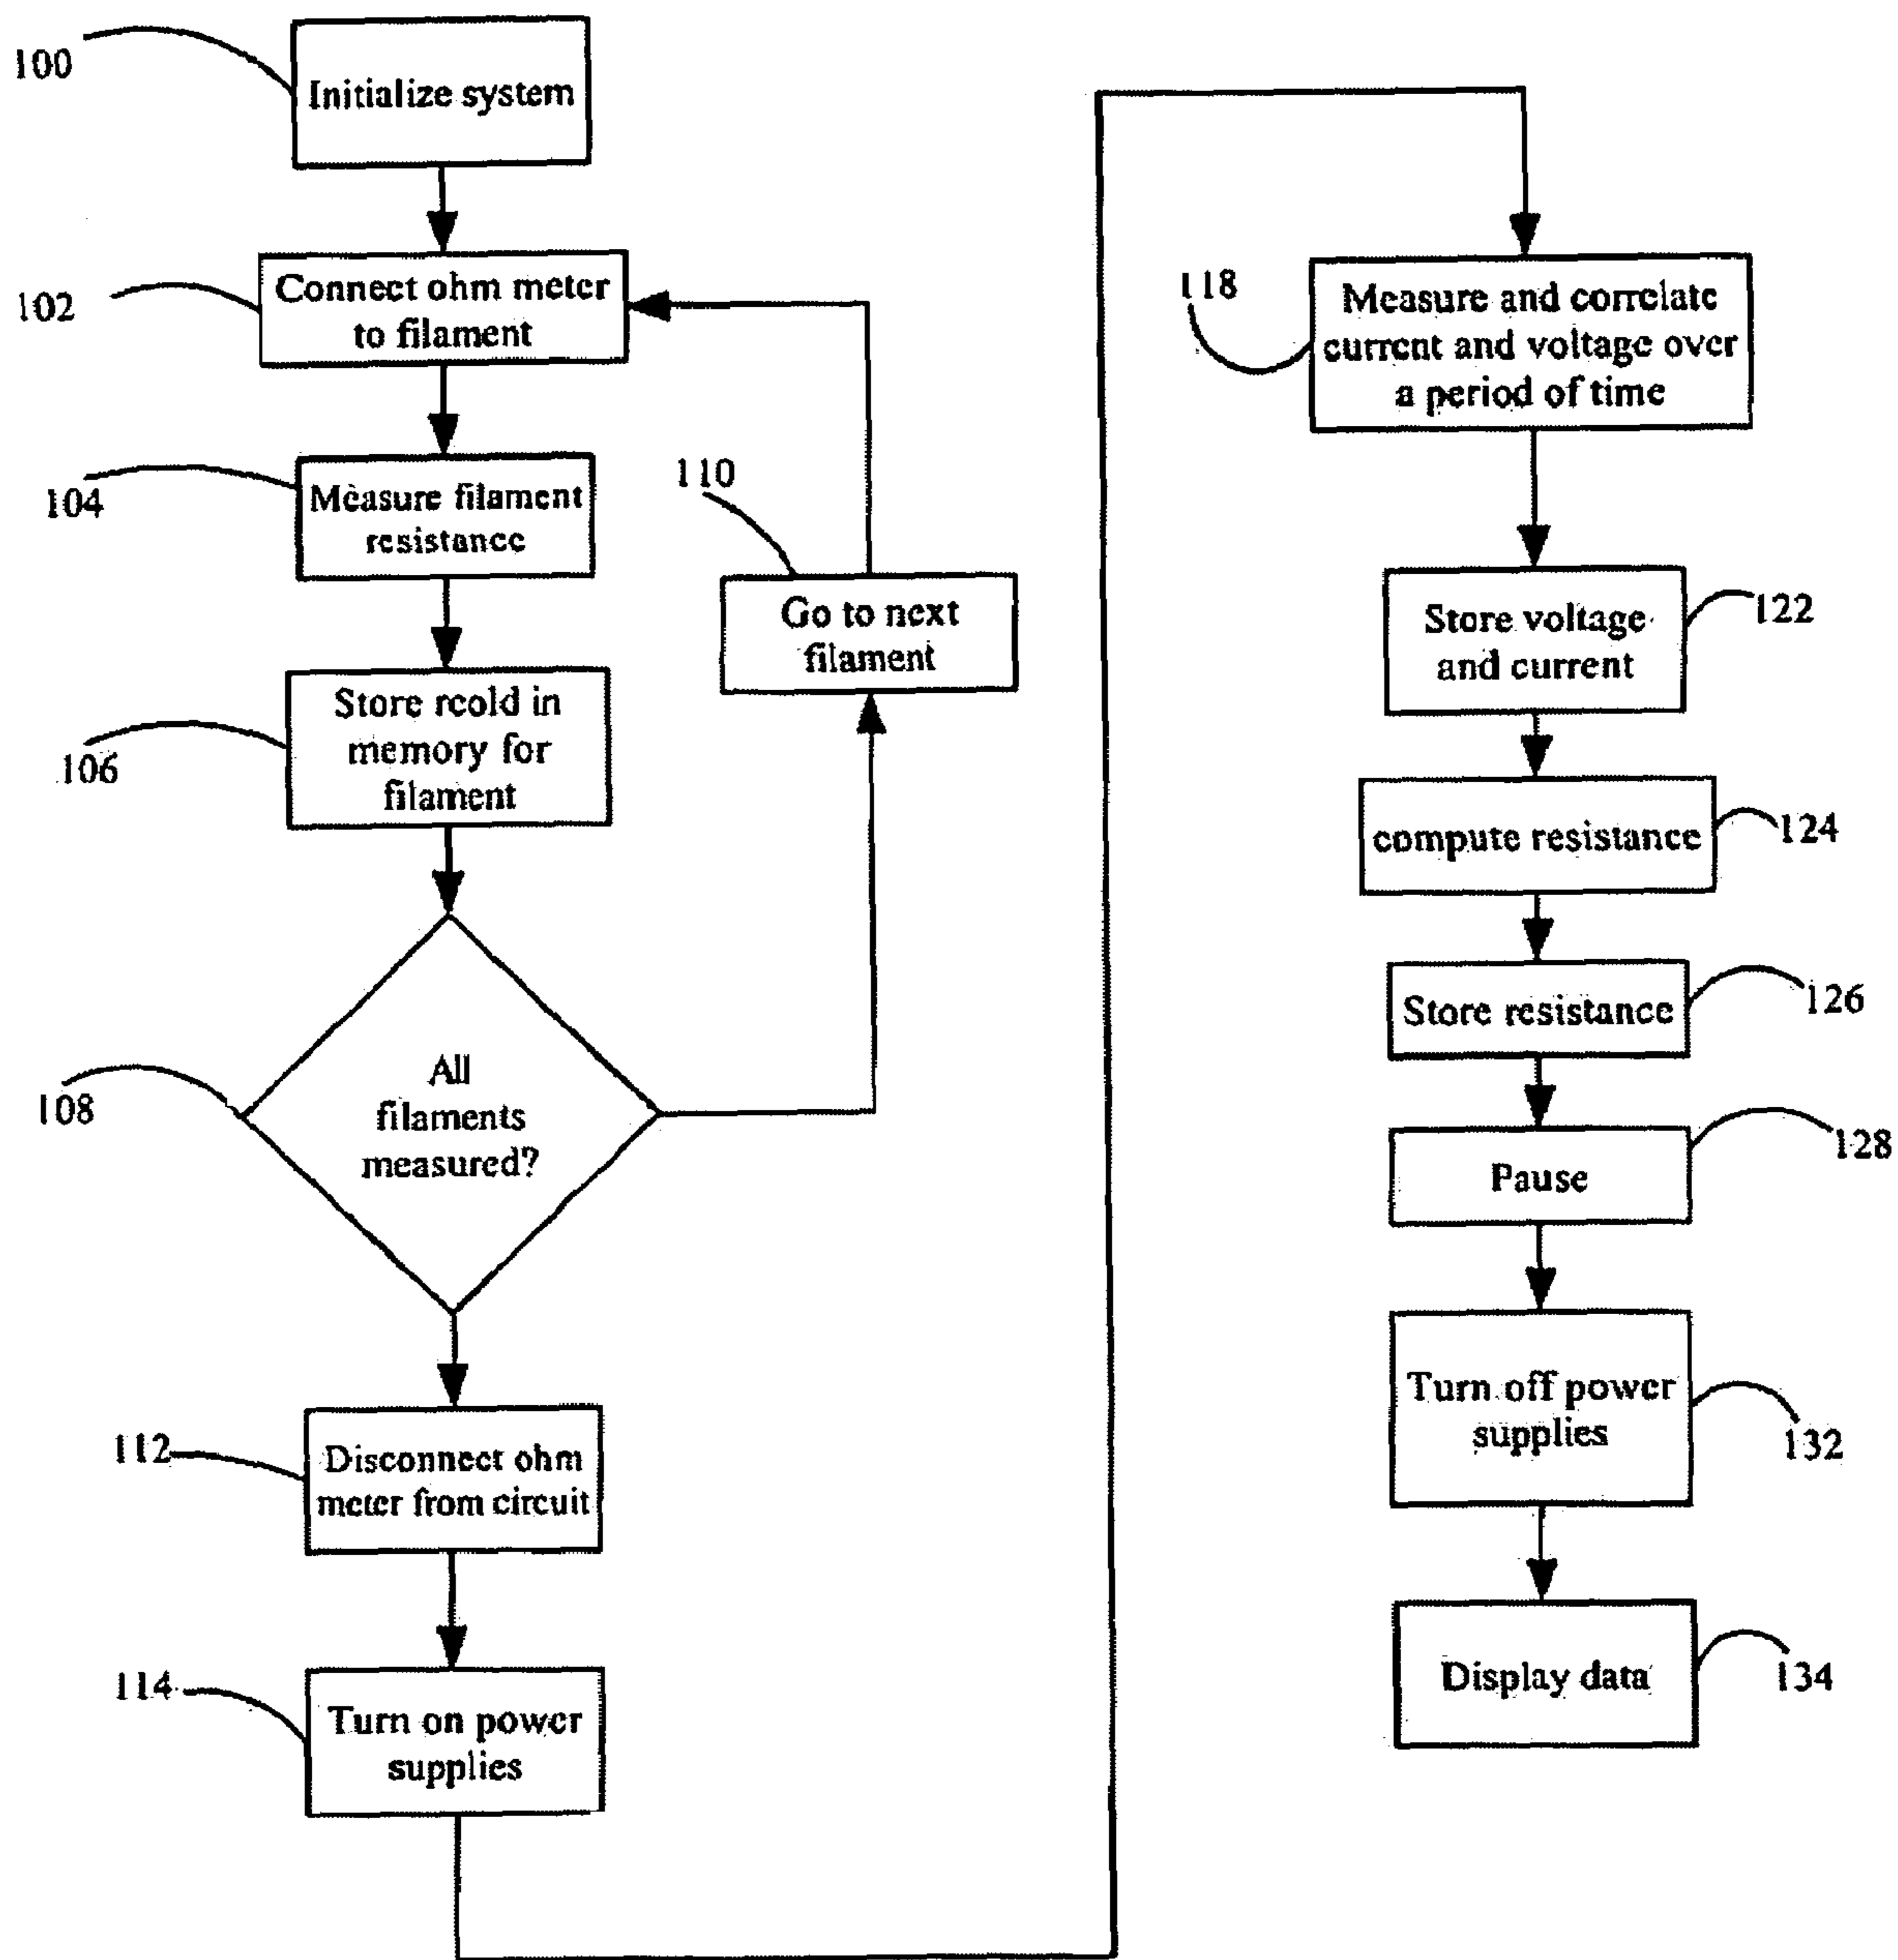 100
Initialize system
102
Connect ohm meter
to filament
104
Measure filament
resistance
106
Store rcold in
memory for
filament
108
All
filaments
measured?
110
Go to next
filament
112
Disconnect ohm
meter from circuit
114
Turn on power
supplies
118
Measure and correlate
current and voltage over
a period of time
Store voltage
and current
122
compute resistance
124
Store resistance
126
Pause
128
Turn off power
supplies
132
Display data
134